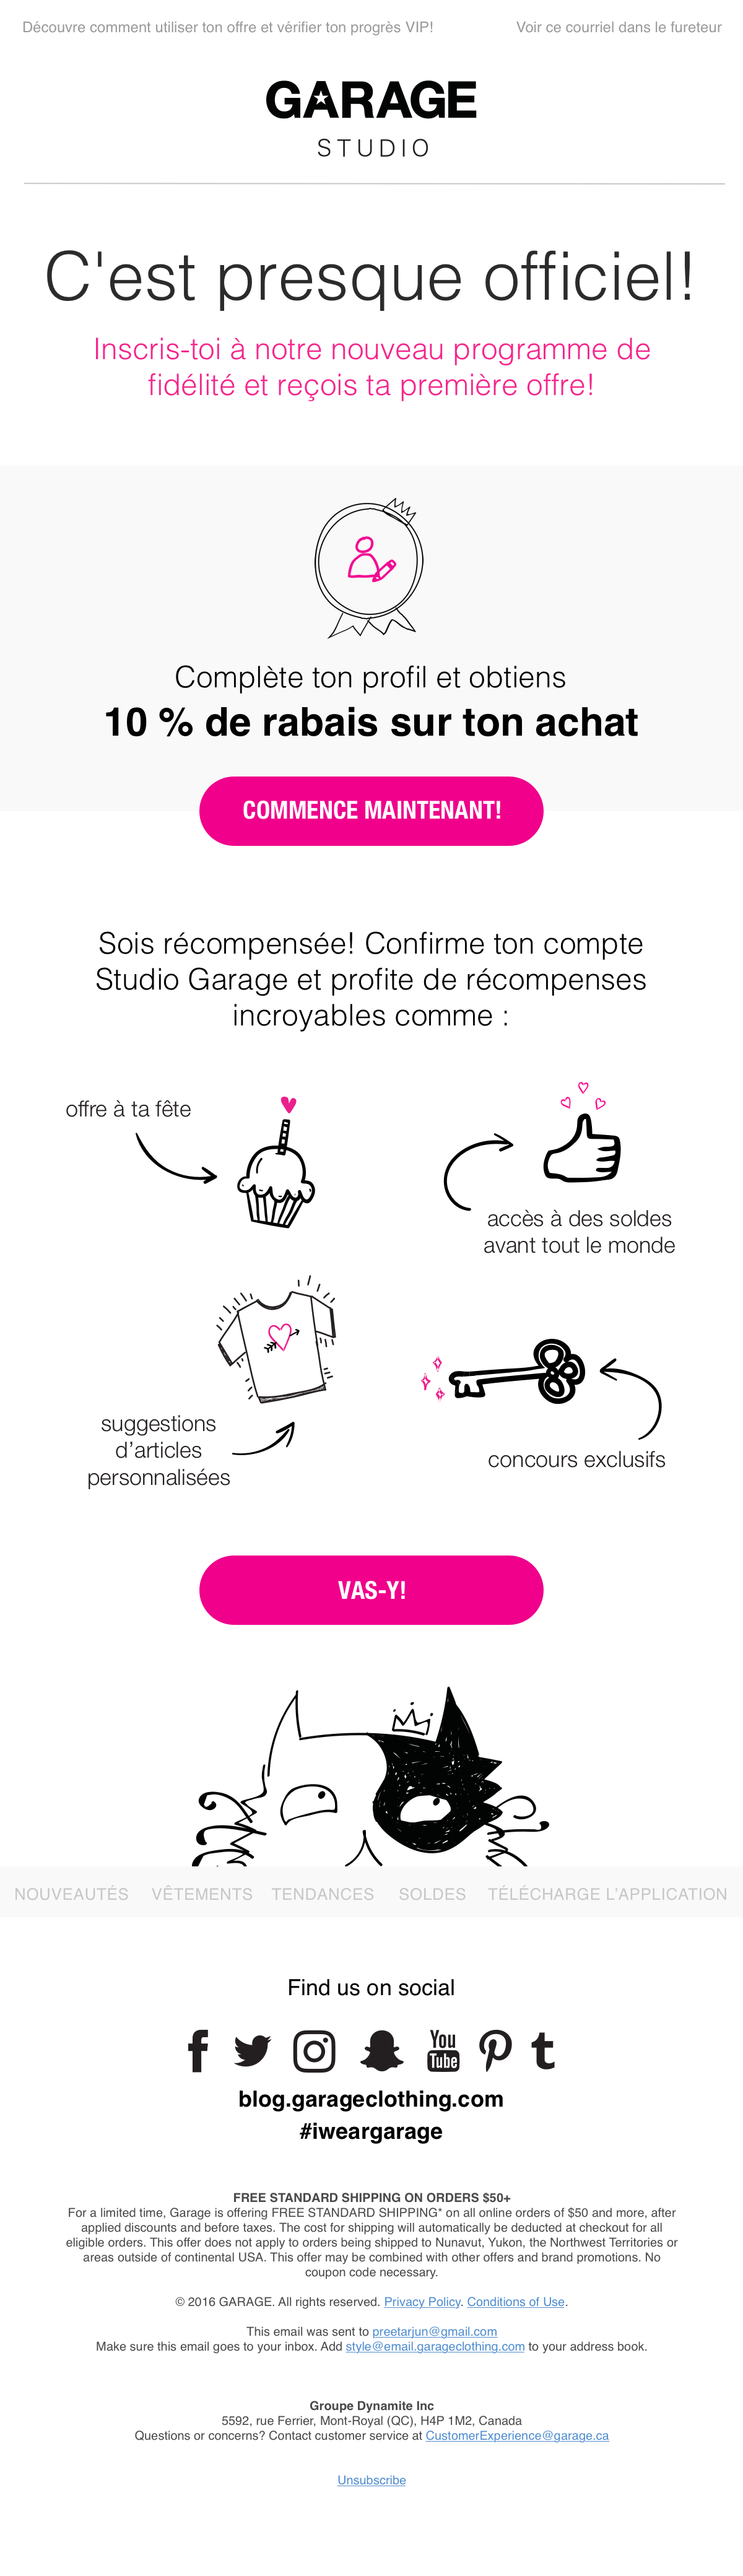 Découvre comment utiliser ton offre et vérifier ton progrès VIP!
Voir ce courriel dans le fureteur
GARAGE
STUDIO
C'est presque officiel!
Inscris-toi à notre nouveau programme de
fidélité et reçois ta première offre!
Complète ton profil et obtiens
10 % de rabais sur ton achat
COMMENCE MAINTENANT!
Sois récompensée! Confirme ton compte
Studio Garage et profite de récompenses
incroyables comme :
offre à ta fête
accès à des soldes
avant tout le monde
suggestions
d’articles
personnalisées
concours exclusifs
VAS-Y!
NOUVEAUTÉS VÊTEMENTS TENDANCES SOLDES TÉLÉCHARGE L'APPLICATION
Find us on social
You
Tube
blog.garageclothing.com
#iweargarage
FREE STANDARD SHIPPING ON ORDERS $50+
For a limited time, Garage is offering FREE STANDARD SHIPPING* on all online orders of $50 and more, after
applied discounts and before taxes. The cost for shipping will automatically be deducted at checkout for all
eligible orders. This offer does not apply to orders being shipped to Nunavut, Yukon, the Northwest Territories or
areas outside of continental USA. This offer may be combined with other offers and brand promotions. No
coupon code necessary.
© 2016 GARAGE. All rights reserved. Privacy Policy. Conditions of Use.
This email was sent to preetarjun@gmail.com
Make sure this email goes to your inbox. Add style@email.garageclothing.com to your address book.
Groupe Dynamite Inc
5592, rue Ferrier, Mont-Royal (QC), H4P 1M2, Canada
Questions or concerns? Contact customer service at CustomerExperience@garage.ca
Unsubscribe